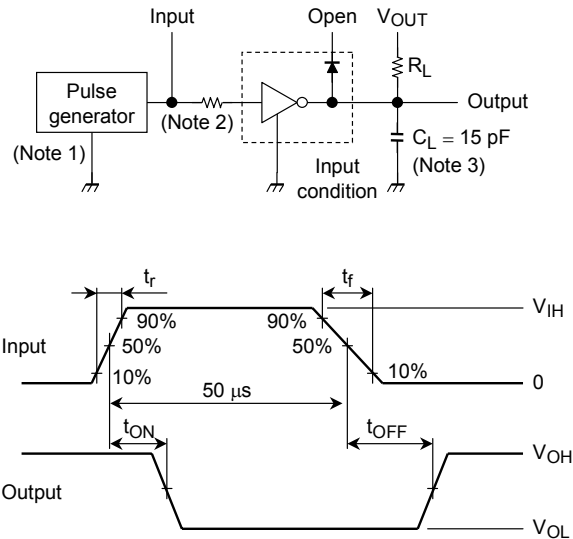 Input
Open
VOUT
RL
Pulse
generator
(Note 1)
(Note 2)
Output
CL = 15 pF
(Note 3)
Input
condition
tr
tf
VIH
90%
90%
Input
50%
50%
10%
10%
0
50 μs
tON
tOFF
VOH
Output
VOL